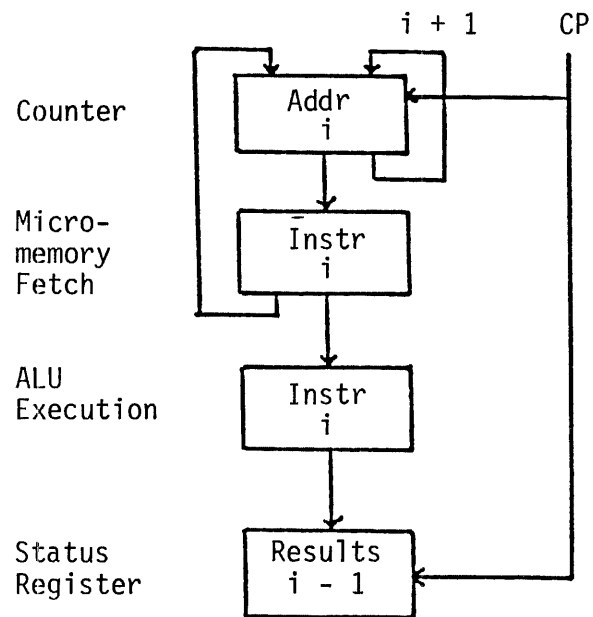 i + 1
CP
Counter
Addr
i
Micro-
memory
Fetch
Instr
i
ALU
Execution
Instr
i
Status
Register
Results
i - 1